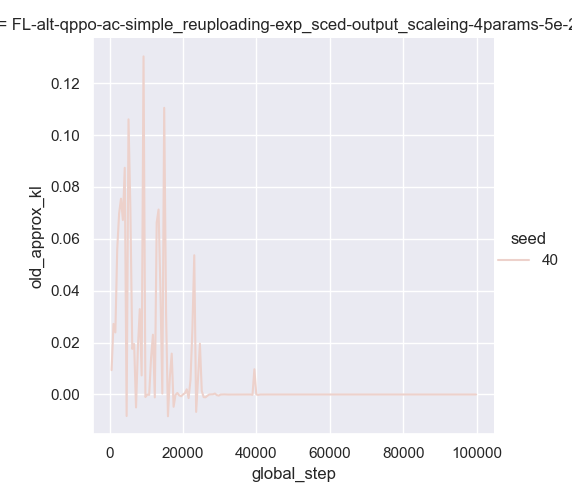 = FL-alt-qppo-ac-simple_reuploading-exp_sced-output_scaleing-4params-5e-2
0.12
0.10
0.08
0.06
0.04
0.02
0.00
old_approx_kl
0 20000 40000 60000 80000 100000
global_step
seed
40